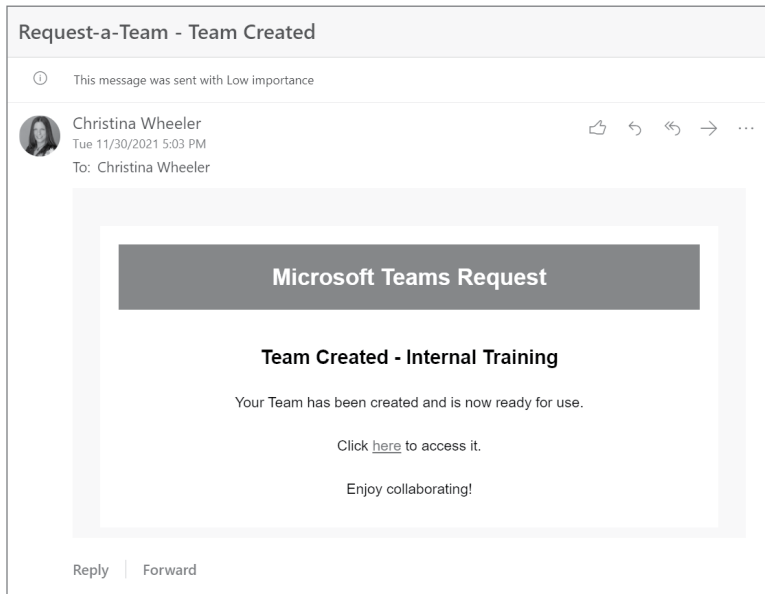 Request-a-Team - Team Created
This message was sent with Low importance
Christina Wheeler
Tue 11/30/2021 5:03 PM
To: Christina Wheeler
Microsoft Teams Request
Team Created - Internal Training
Your Team has been created and is now ready for use.
Click here to access it.
Enjoy collaborating!
Reply Forward